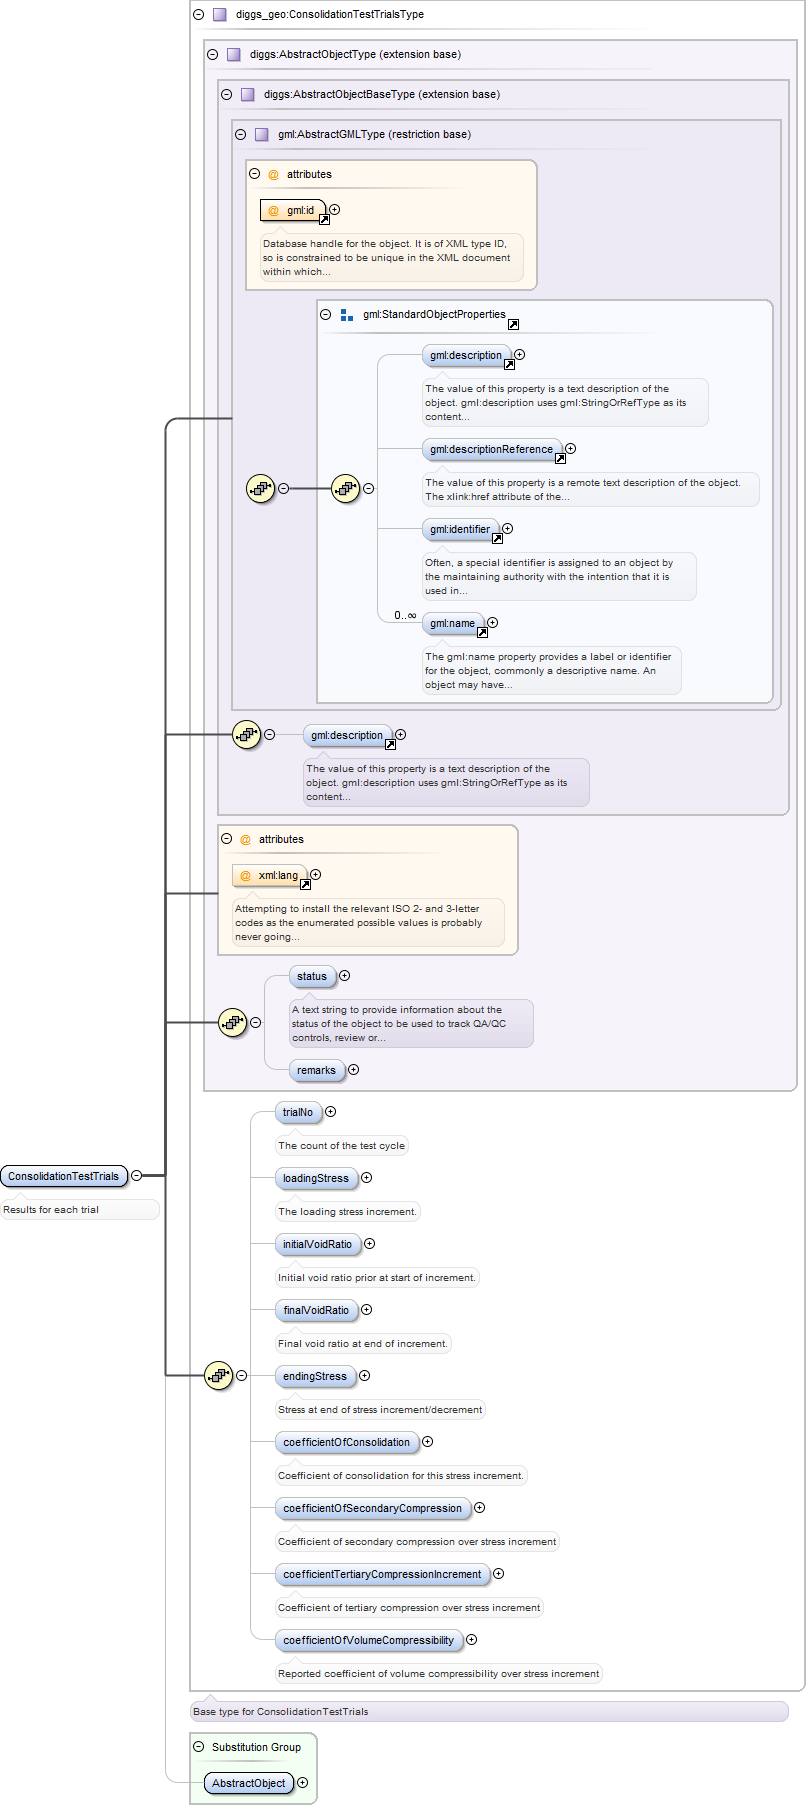 diggs_geo:ConsolidationTestTrialsType
diggs:AbstractObjectType (extension base)
diggs:AbstractObjectBaseType (extension base)
gml:AbstractGMLType (restriction base)
@ attributes
@ gml:id
Database handle for the object. It is of XML type ID,
so is constrained to be unique in the XML document
within which...
gml:StandardObjectProperties
gml:description
The value of this property is a text description of the
object. gml:description uses gml:StringOrRefType as its
content...
gml:descriptionReference
The value of this property is a remote text description of the object.
The xlink:href attribute of the...
gml:identifier
Often, a special identifier is assigned to an object by
the maintaining authority with the intention that it is
used in...
0..∞
gml:name
The gml:name property provides a label or identifier
for the object, commonly a descriptive name. An
object may have...
gml:description
The value of this property is a text description of the
object. gml:description uses gml:StringOrRefType as its
content...
@ attributes
@ xml:lang
Attempting to install the relevant ISO 2- and 3-letter
codes as the enumerated possible values is probably
never going...
status
A text string to provide information about the
status of the object to be used to track QA/QC
controls, review or...
remarks
trialNo
The count of the test cycle
ConsolidationTestTrials
Results for each trial
loadingStress
The loading stress increment.
initialVoidRatio
Initial void ratio prior at start of increment.
finalVoidRatio
Final void ratio at end of increment.
endingStress
Stress at end of stress increment/decrement
coefficientOfConsolidation
Coefficient of consolidation for this stress increment.
coefficientOfSecondaryCompression
Coefficient of secondary compression over stress increment
coefficientTertiaryCompressionIncrement
Coefficient of tertiary compression over stress increment
coefficientOfVolumeCompressibility
Reported coefficient of volume compressibility over stress increment
Base type for ConsolidationTestTrials
Substitution Group
AbstractObject